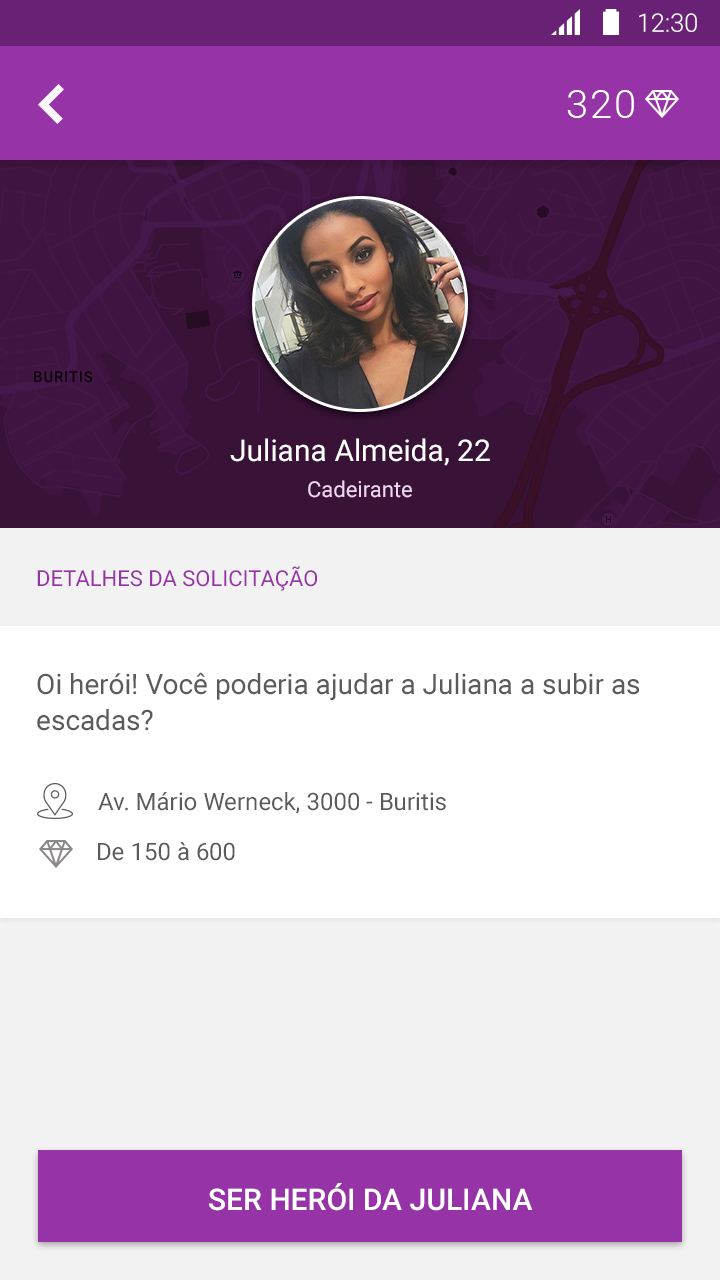 12:30
320
BURITIS
H
Juliana Almeida, 22
Cadeirante
DETALHES DA SOLICITAÇÃO
Oi herói! Você poderia ajudar a Juliana a subir as
escadas?
Av. Mário Werneck, 3000 - Buritis
De 150 à 600
SER HERÓI DA JULIANA